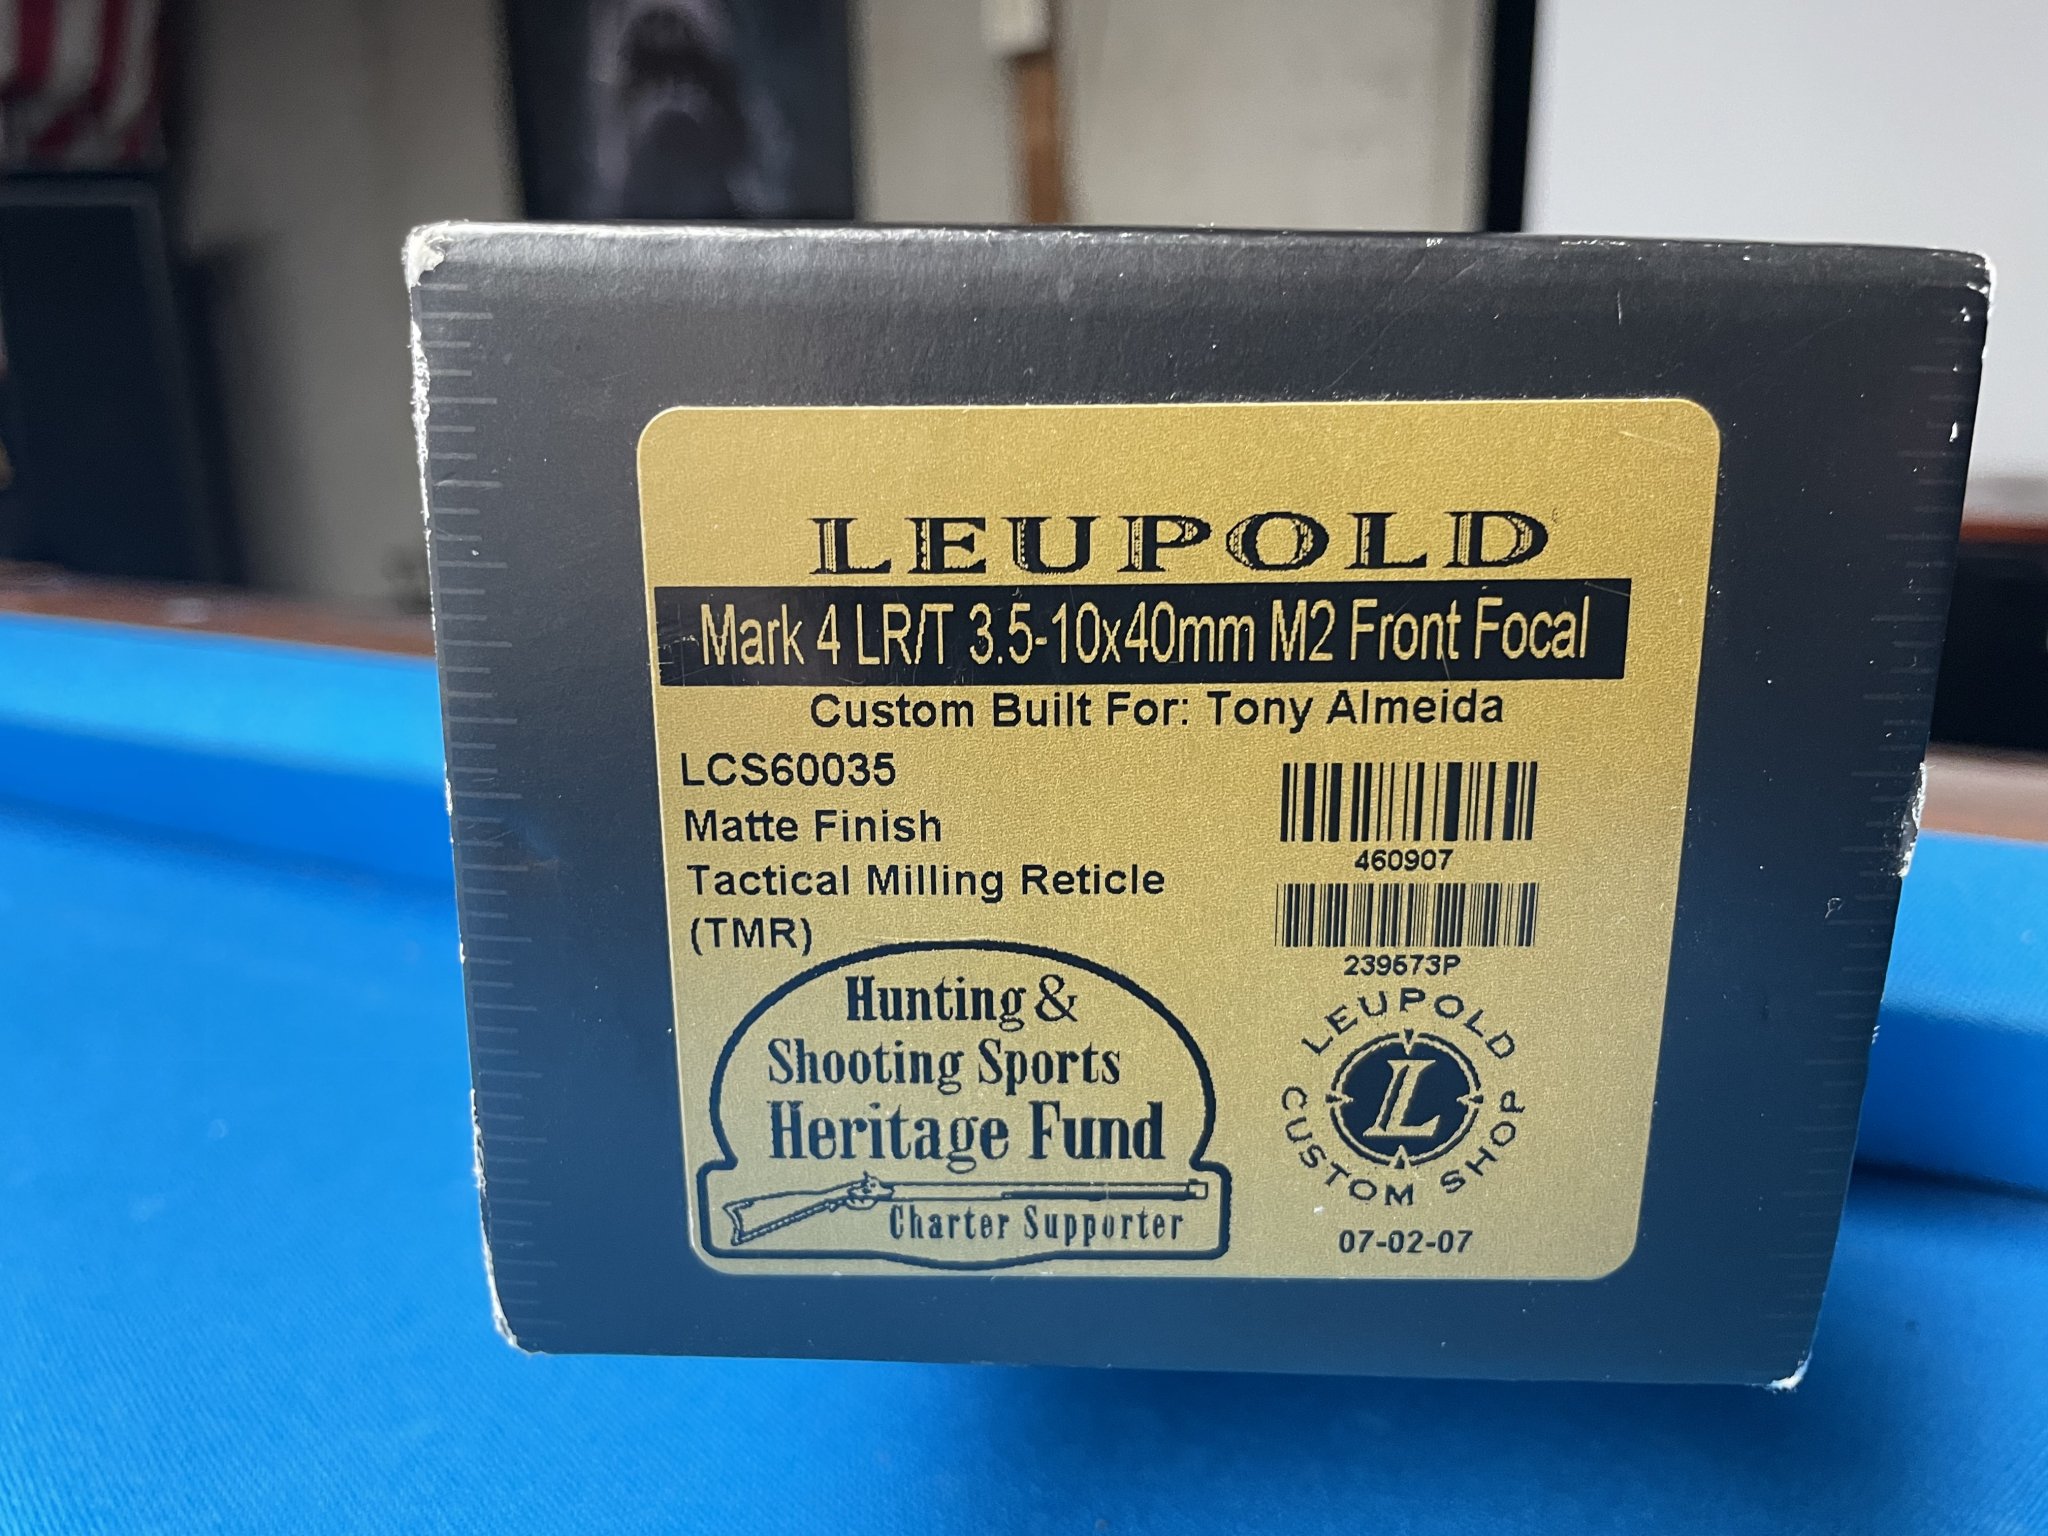 LEUPOLD
Mark 4 LR/T 3.5-10x40mm M2 Front Focal
Custom Built For: Tony Almeida
LCS60035
Matte Finish
Tactical Milling Reticle
(TMR)
460907
239573P
Hunting &
Shooting Sports
Heritage Fund
Charter Supporter
LEUPOLD
L
CUSTOM SHOP
07-02-07